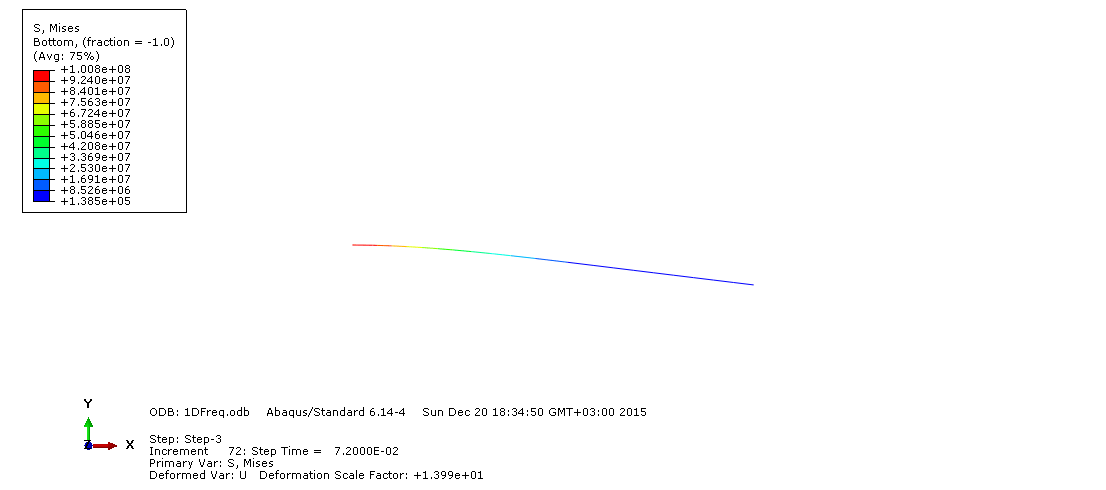 S, Mises
Bottom, (fraction = -1.0)
(Avg: 75%)
+1.008e+08
+9.240e+07
+8.401e+07
+7.563e+07
+6.724e+07
+5.885e+07
+5.046e+07
+4.208e+07
+3.369e+07
+2.530e+07
+1.691e+07
+8.526e+06
+1.385e+05
Y
X
ODB: 1DFreq.odb Abaqus/Standard 6.14-4 Sun Dec 20 18:34:50 GMT+03:00 2015
Step: Step-3
Increment 72: Step Time = 7.2000E-02
Primary Var: S, Mises
Deformed Var: U Deformation Scale Factor: +1.399e+01